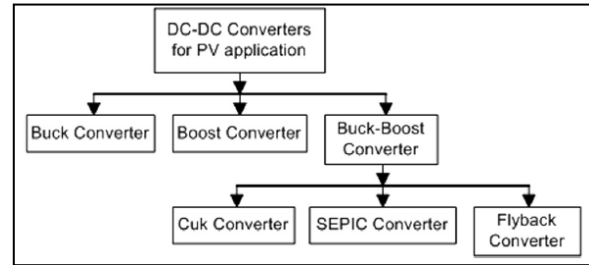 DC-DC Converters
for PV application
Buck Converter
Boost Converter
Buck-Boost
Converter
Cuk Converter
SEPIC Converter
Flyback
Converter